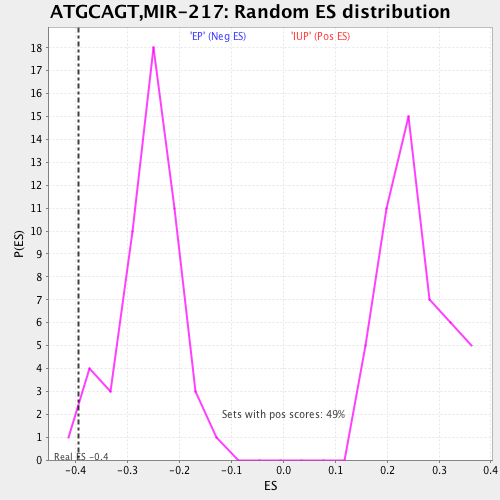 ATGCAGT,MIR-217: Random ES distribution
'EP' (Neg ES) 'IUP' (Pos ES)
18
17
16
15
14
13
12
11
10
9
8
7
6
5
4
3
2
1
0
P(ES)
Sets with pos scores: 49%
Real ES -0.4
-0.4 -0.3 -0.2 -0.1 0.0 0.1 0.2 0.3 0.4
ES